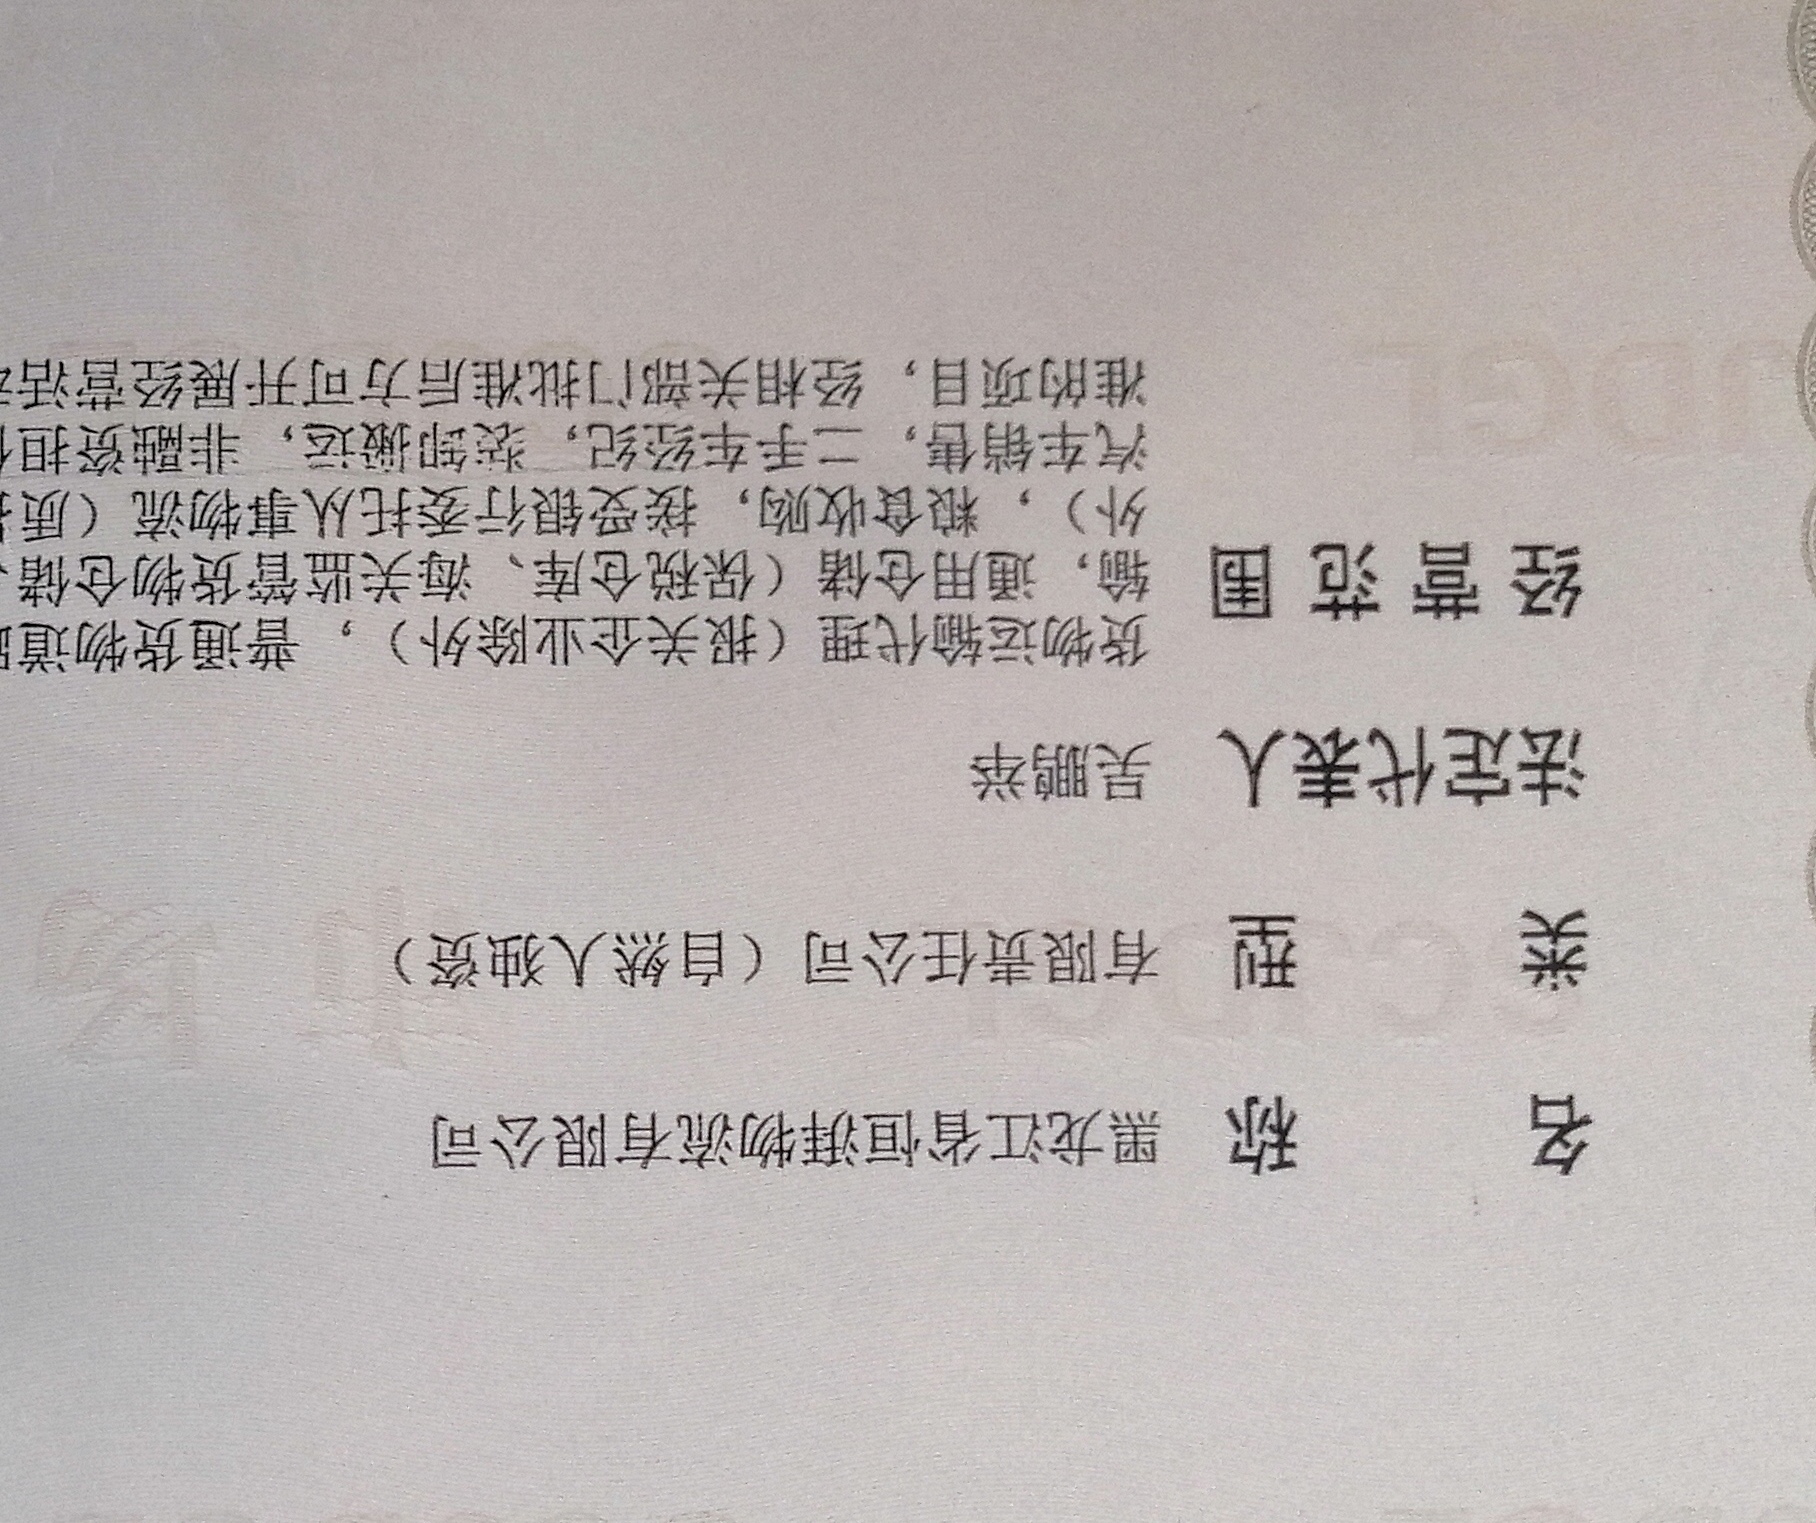 名 称 黑龙江省恒湃物流有限公司
类 型 有限责任公司（自然人独资）
法定代表人 吴鹏举
经营范围 货物运输代理（报关企业除外），普通货物道
输，通用仓储（保税仓库、海关监管货物仓储
外），粮食收购，接受银行委托从事物流（质
汽车销售，二手车经纪，装卸搬运，非融资担
准的项目，经相关部门批准后方可开展经营活